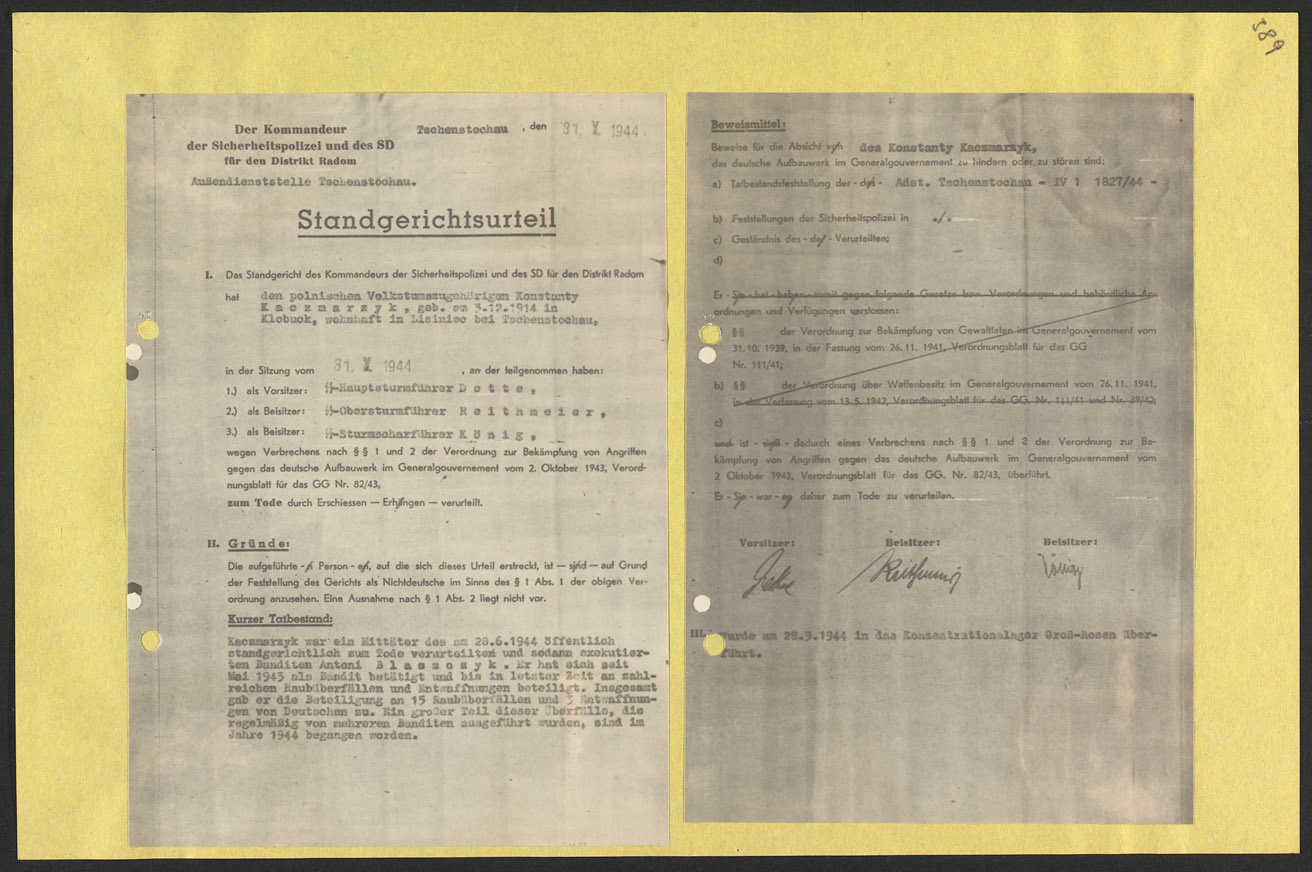 589
Der Kommandeur
der Sicherheitspolizei und des SD
für den Distrikt Radom
Außendienststelle Tschenstochau.
Tschenstochau , den 31. X 1944.
Standgerichtsurteil
I. Das Standgericht des Kommandeurs der Sicherheitspolizei und des SD für den Distrikt Radom
hat den polnischen Volkstumszugehörigen Konstanty
K a c z m a r z y k , geb. am 3.12.1914 in
Klobuck, wohnhaft in Lisiniec bei Tschenstochau,
in der Sitzung vom 31. X 1944 , an der teilgenommen haben:
1.) als Vorsitzer: SS-Hauptsturmführer D e t t e ,
2.) als Beisitzer: SS-Obersturmführer R e i t h m e i e r ,
3.) als Beisitzer: SS-Sturmscharführer K ö n i g ,
wegen Verbrechens nach §§ 1 und 2 der Verordnung zur Bekämpfung von Angriffen
gegen das deutsche Aufbauwerk im Generalgouvernement vom 2. Oktober 1943, Verord-
nungsblatt für das GG Nr. 82/43,
zum Tode durch Erschiessen — Erhängen — verurteilt.
II. Gründe:
Die aufgeführte -n Person - en, auf die sich dieses Urteil erstreckt, ist — sind — auf Grund
der Feststellung des Gerichts als Nichtdeutsche im Sinne des § 1 Abs. 1 der obigen Ver-
ordnung anzusehen. Eine Ausnahme nach § 1 Abs. 2 liegt nicht vor.
Kurzer Tatbestand:
Kaczmarzyk war ein Mittäter des am 28.6.1944 öffentlich
standgerichtlich zum Tode verurteilten und sodann exekutier-
ten Banditen Antoni B l a s z c z y k . Er hat sich seit
Mai 1943 als Bandit betätigt und bis in letzter Zeit an zahl-
reichen Raubüberfällen und Entwaffnungen beteiligt. Insgesamt
gab er die Beteiligung an 15 Raubüberfällen und 3 Entwaffnun-
gen von Deutschen zu. Ein großer Teil dieser Überfälle, die
regelmäßig von mehreren Banditen ausgeführt wurden, sind im
Jahre 1944 begangen worden.
Beweismittel:
Beweise für die Absicht von des Konstanty Kaczmarzyk,
das deutsche Aufbauwerk im Generalgouvernement zu hindern oder zu stören sind:
a) Tatbestandsfeststellung der - des - Adst. Tschenstochau - IV 1 1827/44 -
b) Feststellungen der Sicherheitspolizei in ./.
c) Geständnis des - der - Verurteilten;
d)
Er - Sie - hat - haben - somit gegen folgende Gesetze bzw. Verordnungen und behördliche An-
ordnungen und Verfügungen verstossen:
a) §§ der Verordnung zur Bekämpfung von Gewalttaten im Generalgouvernement vom
31. 10. 1939, in der Fassung vom 26. 11. 1941, Verordnungsblatt für das GG
Nr. 111/41;
b) §§ der Verordnung über Waffenbesitz im Generalgouvernement vom 26. 11. 1941,
in der Verfassung vom 13. 5. 1942, Verordnungsblatt für das GG. Nr. 111/41 und Nr. 39/42;
c)
und - ist - sind - dadurch eines Verbrechens nach §§ 1 und 2 der Verordnung zur Be-
kämpfung von Angriffen gegen das deutsche Aufbauwerk im Generalgouvernement vom
2 Oktober 1943, Verordnungsblatt für das GG. Nr. 82/43, überführt.
Er - Sie - war - en daher zum Tode zu verurteilen.
Vorsitzer: Beisitzer: Beisitzer:
III. Wurde am 28.9.1944 in das Konzentrationslager Groß-Rosen über-
führt.